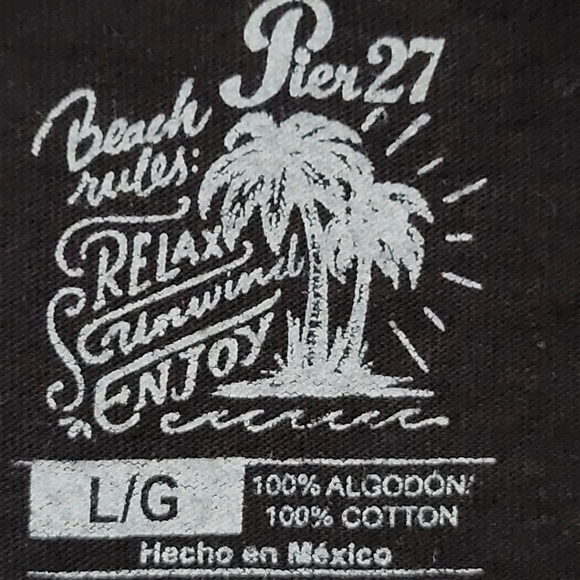 Pier 27
Beach
rules:
RELAX
unwind
ENJOY
L/G
100% ALGODÓN/
100% COTTON
Hecho en México